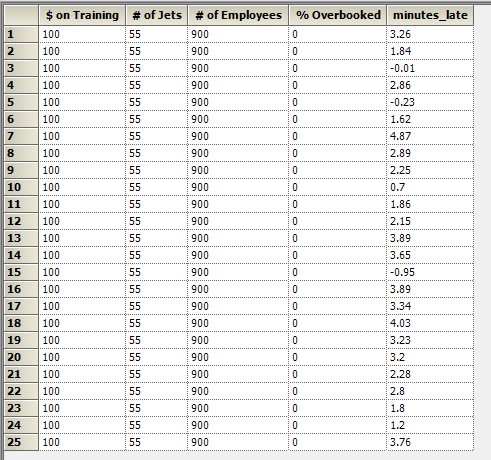 $ on Training # of Jets # of Employees % Overbooked minutes_late
1 100 55 900 0 3.26
2 100 55 900 0 1.84
3 100 55 900 0 -0.01
4 100 55 900 0 2.86
5 100 55 900 0 -0.23
6 100 55 900 0 1.62
7 100 55 900 0 4.87
8 100 55 900 0 2.89
9 100 55 900 0 2.25
10 100 55 900 0 0.7
11 100 55 900 0 1.86
12 100 55 900 0 2.15
13 100 55 900 0 3.89
14 100 55 900 0 3.65
15 100 55 900 0 -0.95
16 100 55 900 0 3.89
17 100 55 900 0 3.34
18 100 55 900 0 4.03
19 100 55 900 0 3.23
20 100 55 900 0 3.2
21 100 55 900 0 2.28
22 100 55 900 0 2.8
23 100 55 900 0 1.8
24 100 55 900 0 1.2
25 100 55 900 0 3.76